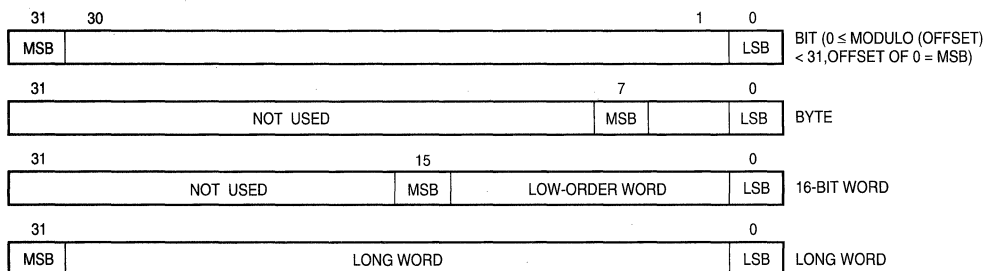 31 30 1 0
MSB LSB BIT (0 ≤ MODULO (OFFSET)
< 31,OFFSET OF 0 = MSB)
31 7 0
NOT USED MSB LSB BYTE
31 15 0
NOT USED MSB LOW-ORDER WORD LSB 16-BIT WORD
31 0
MSB LONG WORD LSB LONG WORD